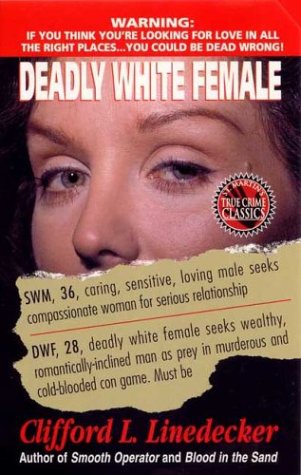 WARNING:
IF YOU THINK YOU'RE LOOKING FOR LOVE IN ALL
THE RIGHT PLACES...YOU COULD BE DEAD WRONG!
DEADLY WHITE FEMALE
ST. MARTIN'S
TRUE CRIME
CLASSICS
SWM, 36, caring, sensitive, loving male seeks
compassionate woman for serious relationship
DWF, 28, deadly white female seeks wealthy,
romantically-inclined man as prey in murderous and
cold-blooded con game. Must be
Clifford L. Linedecker
Author of Smooth Operator and Blood in the Sand